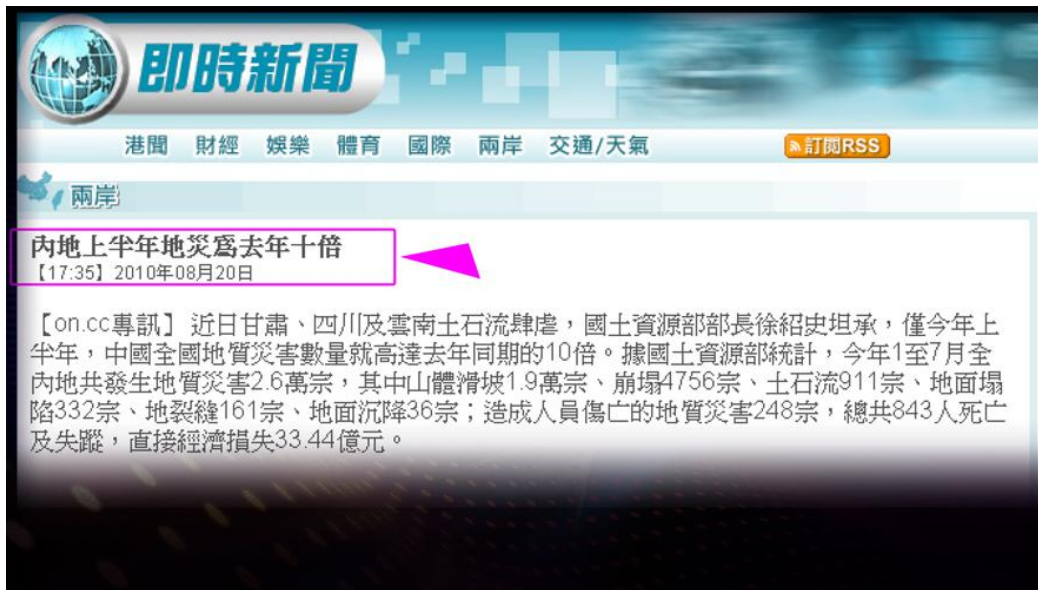 即時新聞
港聞 財經 娛樂 體育 國際 兩岸 交通/天氣 訂閱RSS
兩岸
內地上半年地災為去年十倍
【17:35】2010年08月20日
【on.cc專訊】 近日甘肅、四川及雲南土石流肆虐，國土資源部部長徐紹史坦承，僅今年上
半年，中國全國地質災害數量就高達去年同期的10倍。據國土資源部統計，今年1至7月全
內地共發生地質災害2.6萬宗，其中山體滑坡1.9萬宗、崩塌4756宗、土石流911宗、地面塌
陷332宗、地裂縫161宗、地面沉降36宗；造成人員傷亡的地質災害248宗，總共843人死亡
及失蹤，直接經濟損失33.44億元。